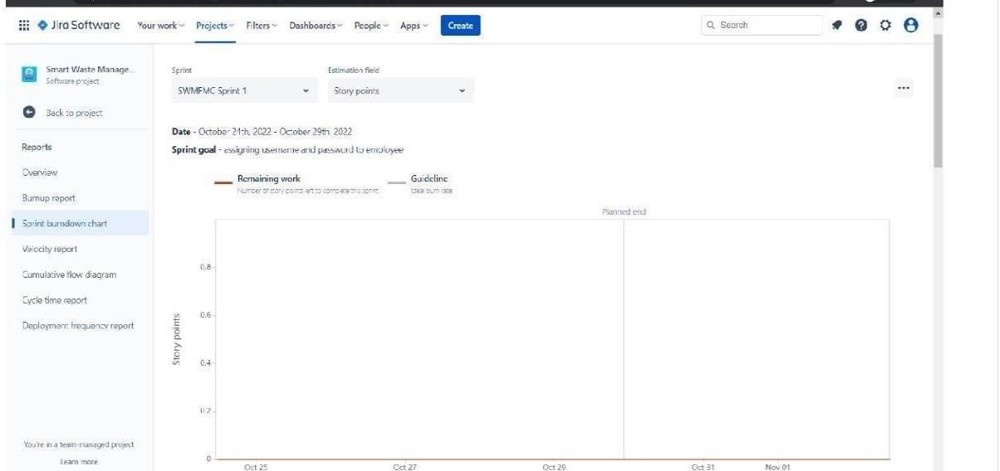 Jira Software Your work Projects Filters Dashboards People Apps Create Search
Smart Waste Manage...
Software project
Back to project
Reports
Overview
Burnup report
Sprint burndown chart
Velocity report
Cumulative flow diagram
Cycle time report
Deployment frequency report
You're in a team-managed project
Learn more
Sprint Estimation field
SWMFMC Sprint 1 Story points
Date - October 24th, 2022 - October 29th, 2022
Sprint goal - assigning username and password to employee
Remaining work Guideline
Number of story points left to complete this sprint Ideal burn rate
Planned end
0.8
0.6
0.4
0.2
0
Story points
Oct 25 Oct 27 Oct 29 Oct 31 Nov 01